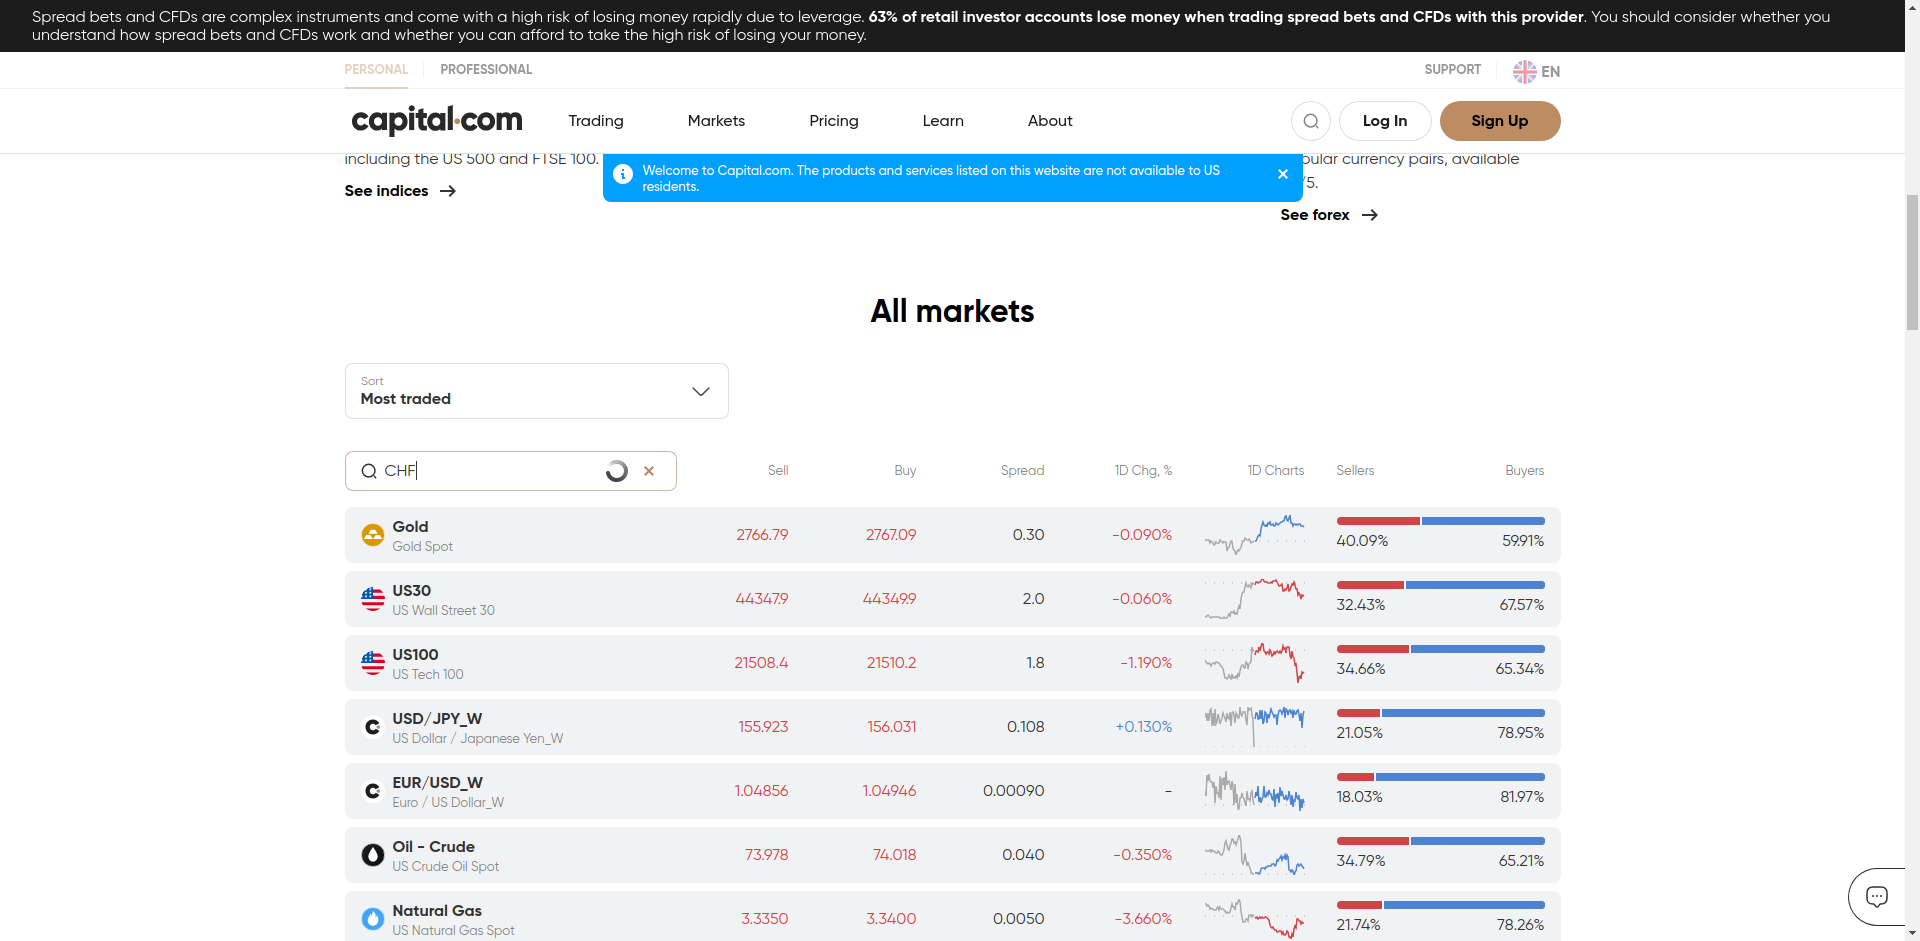 Spread bets and CFDs are complex instruments and come with a high risk of losing money rapidly due to leverage. 63% of retail investor accounts lose money when trading spread bets and CFDs with this provider. You should consider whether you
understand how spread bets and CFDs work and whether you can afford to take the high risk of losing your money.
PERSONAL PROFESSIONAL SUPPORT EN
capital.com Trading Markets Pricing Learn About Log In Sign Up
including the US 500 and FTSE 100.
Welcome to Capital.com. The products and services listed on this website are not available to US
residents.
pular currency pairs, available
/5.
See indices
See forex
All markets
Sort
Most traded
CHF Sell Buy Spread 1D Chg, % 1D Charts Sellers Buyers
Gold
Gold Spot
2766.79 2767.09 0.30 -0.090% 40.09% 59.91%
US30
US Wall Street 30
44347.9 44349.9 2.0 -0.060% 32.43% 67.57%
US100
US Tech 100
21508.4 21510.2 1.8 -1.190% 34.66% 65.34%
USD/JPY_W
US Dollar / Japanese Yen_W
155.923 156.031 0.108 +0.130% 21.05% 78.95%
EUR/USD_W
Euro / US Dollar_W
1.04856 1.04946 0.00090 - 18.03% 81.97%
Oil - Crude
US Crude Oil Spot
73.978 74.018 0.040 -0.350% 34.79% 65.21%
Natural Gas
US Natural Gas Spot
3.3350 3.3400 0.0050 -3.660% 21.74% 78.26%